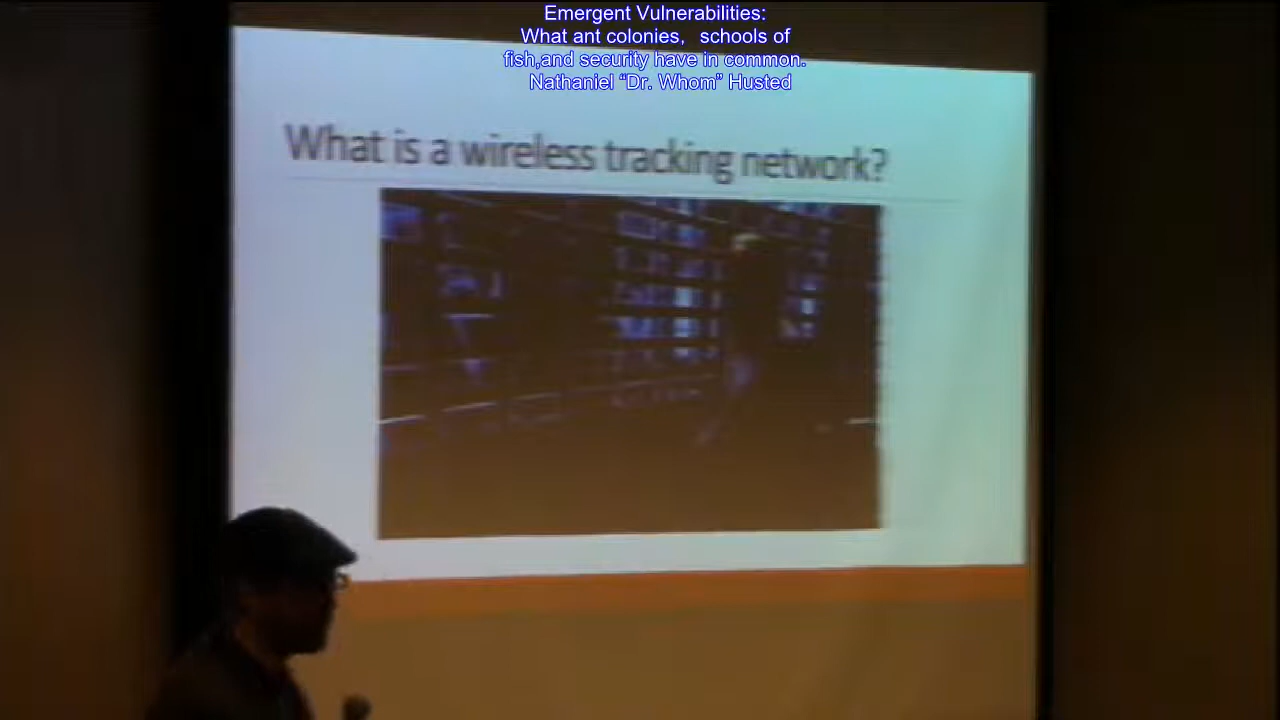 Emergent Vulnerabilities:
What ant colonies, schools of
fish,and security have in common.
Nathaniel “Dr. Whom” Husted
What is a wireless tracking network?